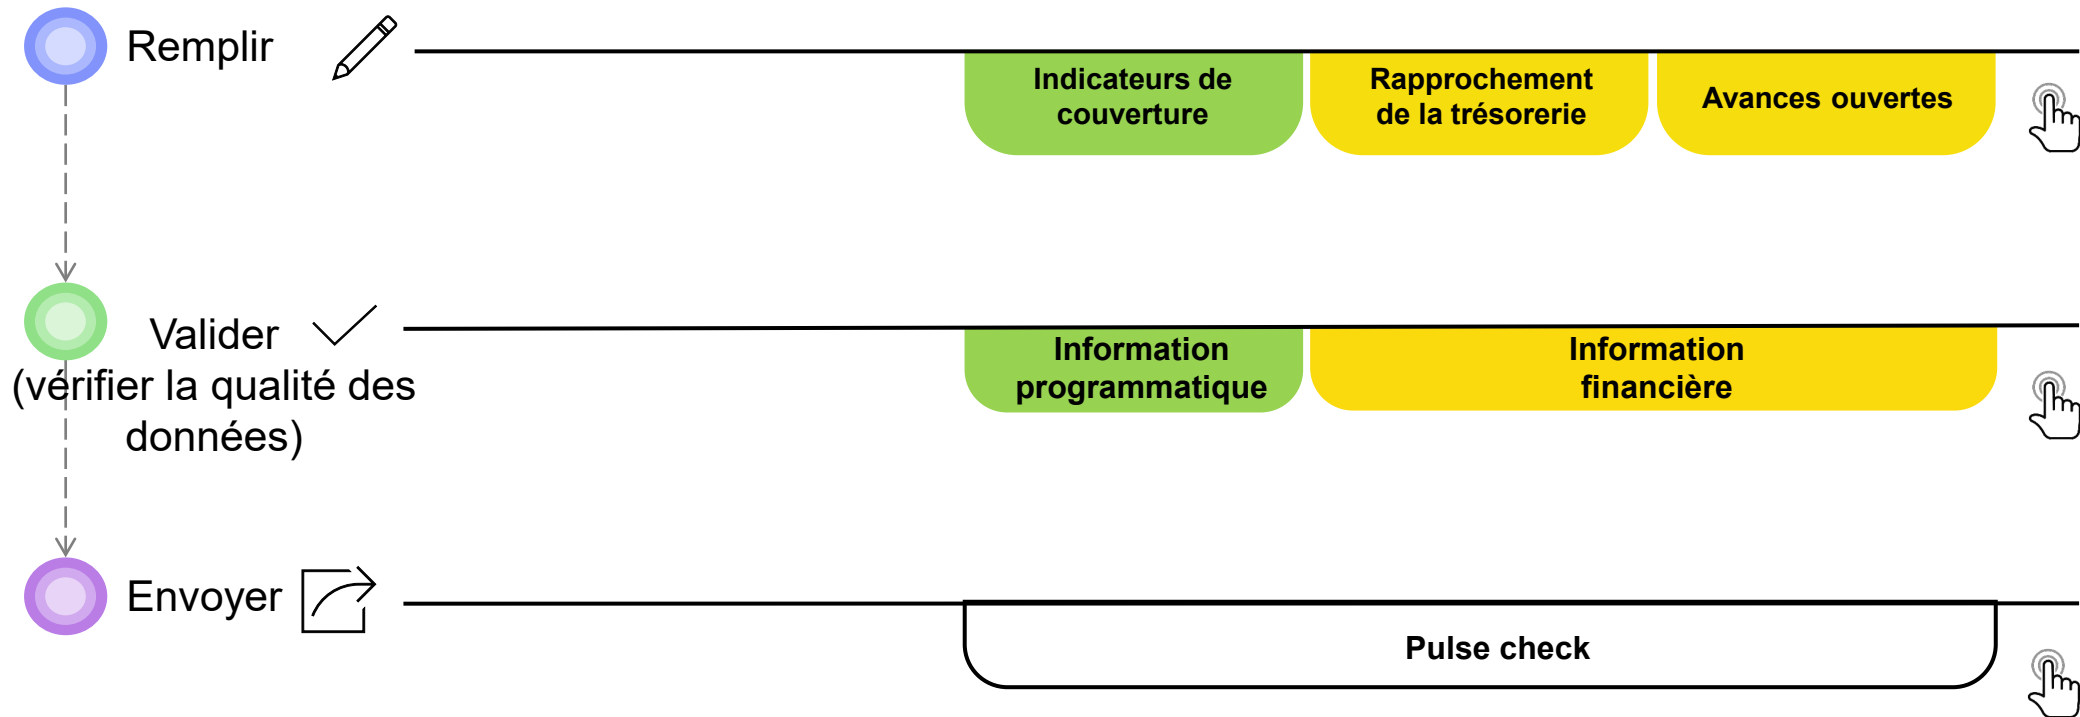 Remplir
Indicateurs de
couverture
Rapprochement
de la trésorerie
Avances ouvertes
Valider
(vérifier la qualité des
données)
Information
programmatique
Information
financière
Envoyer
Pulse check